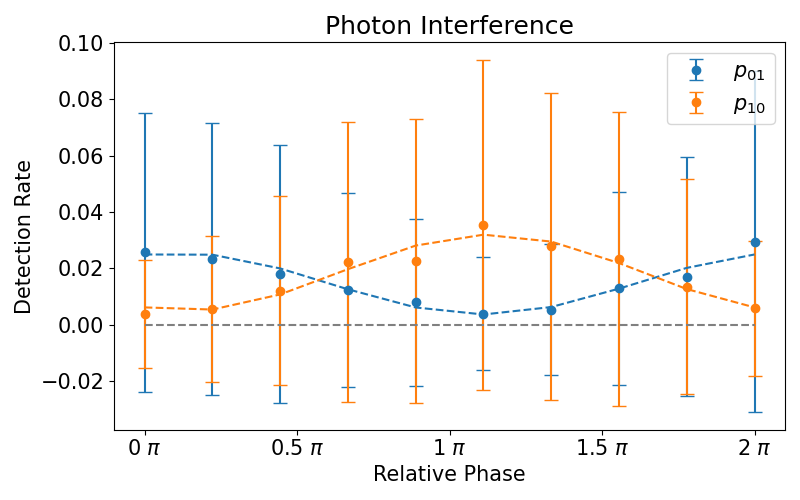 Photon Interference
0.10
0.08
0.06
0.04
0.02
0.00
−0.02
Detection Rate
p01
p10
0 π
0.5 π
1 π
1.5 π
2 π
Relative Phase